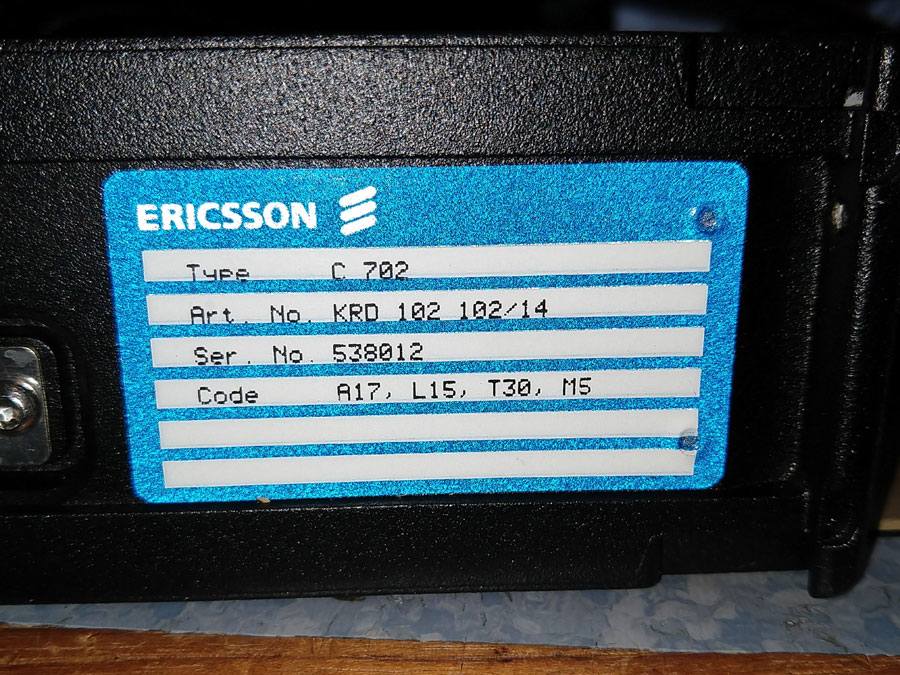 ERICSSON
Type C 702
Art. No. KRD 102 102/14
Ser. No. 538012
Code A17, L15, T30, M5